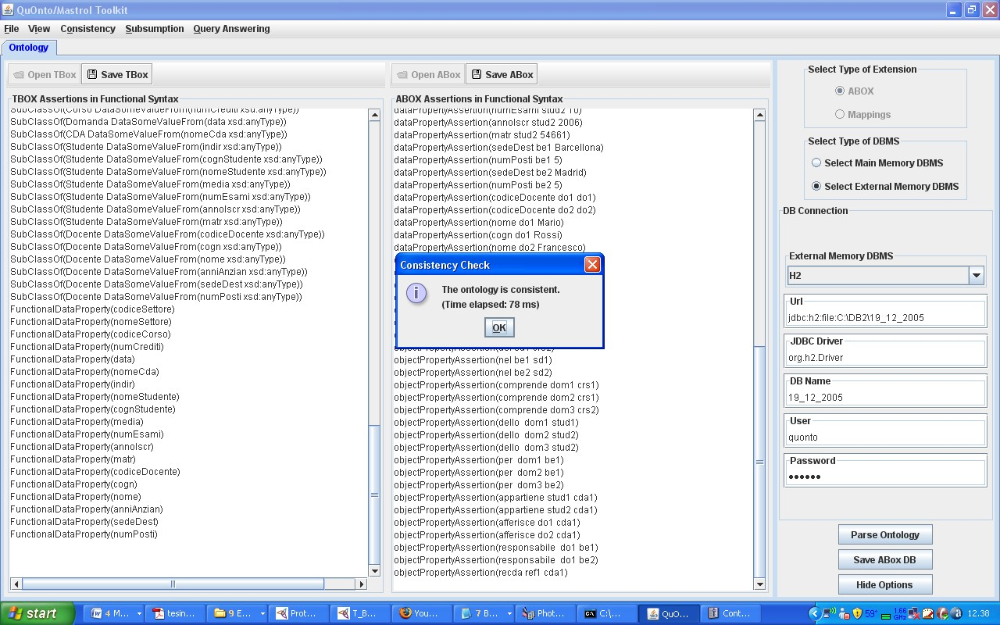 QuOnto/Mastrol Toolkit
File View Consistency Subsumption Query Answering
Ontology
Open TBox Save TBox
TBOX Assertions in Functional Syntax
SubClassOf(Corso DataSomeValueFrom(numCrediti xsd:anyType))
SubClassOf(Domanda DataSomeValueFrom(data xsd:anyType))
SubClassOf(CDA DataSomeValueFrom(nomeCda xsd:anyType))
SubClassOf(Studente DataSomeValueFrom(indir xsd:anyType))
SubClassOf(Studente DataSomeValueFrom(cognStudente xsd:anyType))
SubClassOf(Studente DataSomeValueFrom(nomeStudente xsd:anyType))
SubClassOf(Studente DataSomeValueFrom(media xsd:anyType))
SubClassOf(Studente DataSomeValueFrom(numEsami xsd:anyType))
SubClassOf(Studente DataSomeValueFrom(annoIscr xsd:anyType))
SubClassOf(Studente DataSomeValueFrom(matr xsd:anyType))
SubClassOf(Docente DataSomeValueFrom(codiceDocente xsd:anyType))
SubClassOf(Docente DataSomeValueFrom(cogn xsd:anyType))
SubClassOf(Docente DataSomeValueFrom(nome xsd:anyType))
SubClassOf(Docente DataSomeValueFrom(anniAnzian xsd:anyType))
SubClassOf(Docente DataSomeValueFrom(sedeDest xsd:anyType))
SubClassOf(Docente DataSomeValueFrom(numPosti xsd:anyType))
FunctionalDataProperty(codiceSettore)
FunctionalDataProperty(nomeSettore)
FunctionalDataProperty(codiceCorso)
FunctionalDataProperty(numCrediti)
FunctionalDataProperty(data)
FunctionalDataProperty(nomeCda)
FunctionalDataProperty(indir)
FunctionalDataProperty(nomeStudente)
FunctionalDataProperty(cognStudente)
FunctionalDataProperty(media)
FunctionalDataProperty(numEsami)
FunctionalDataProperty(annoIscr)
FunctionalDataProperty(matr)
FunctionalDataProperty(codiceDocente)
FunctionalDataProperty(cogn)
FunctionalDataProperty(nome)
FunctionalDataProperty(anniAnzian)
FunctionalDataProperty(sedeDest)
FunctionalDataProperty(numPosti)
Open ABox Save ABox
ABOX Assertions in Functional Syntax
dataPropertyAssertion(numEsami stud2 10)
dataPropertyAssertion(annoIscr stud2 2006)
dataPropertyAssertion(matr stud2 54661)
dataPropertyAssertion(sedeDest be1 Barcellona)
dataPropertyAssertion(numPosti be1 5)
dataPropertyAssertion(sedeDest be2 Madrid)
dataPropertyAssertion(numPosti be2 5)
dataPropertyAssertion(codiceDocente do1 do1)
dataPropertyAssertion(codiceDocente do2 do2)
dataPropertyAssertion(nome do1 Mario)
dataPropertyAssertion(cogn do1 Rossi)
dataPropertyAssertion(nome do2 Francesco)
Consistency Check
The ontology is consistent.
(Time elapsed: 78 ms)
OK
objectPropertyAssertion(nel be1 sd1)
objectPropertyAssertion(nel be2 sd2)
objectPropertyAssertion(comprende dom1 crs1)
objectPropertyAssertion(comprende dom2 crs1)
objectPropertyAssertion(comprende dom3 crs2)
objectPropertyAssertion(dello dom1 stud1)
objectPropertyAssertion(dello dom2 stud2)
objectPropertyAssertion(dello dom3 stud2)
objectPropertyAssertion(per dom1 be1)
objectPropertyAssertion(per dom2 be1)
objectPropertyAssertion(per dom3 be2)
objectPropertyAssertion(appartiene stud1 cda1)
objectPropertyAssertion(appartiene stud2 cda1)
objectPropertyAssertion(afferisce do1 cda1)
objectPropertyAssertion(afferisce do2 cda1)
objectPropertyAssertion(responsabile do1 be1)
objectPropertyAssertion(responsabile do1 be2)
objectPropertyAssertion(recda ref1 cda1)
Select Type of Extension
ABOX
Mappings
Select Type of DBMS
Select Main Memory DBMS
Select External Memory DBMS
DB Connection
External Memory DBMS
H2
Url
jdbc:h2:file:C:\DB2\19_12_2005
JDBC Driver
org.h2.Driver
DB Name
19_12_2005
User
quonto
Password
••••••
Parse Ontology
Save ABox DB
Hide Options
start 4 M... tesin... 9 E... Prot... T_B... You... 7 B... Phot... C:\... QuO... Cont... 59° 1.66 GHz 12.38